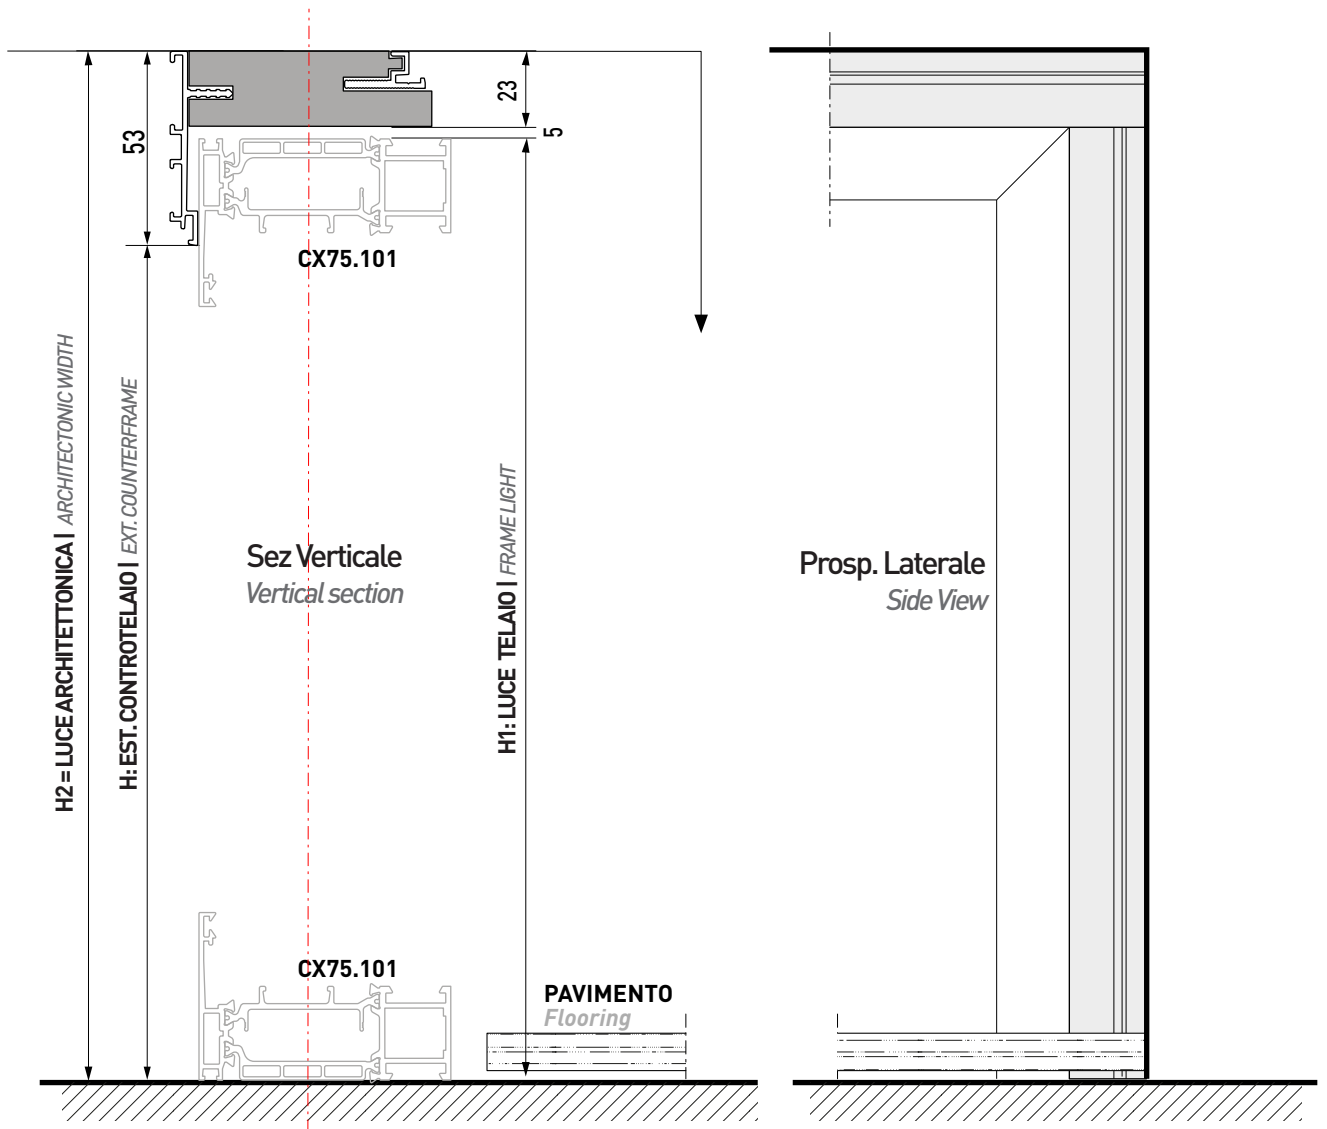 23
5
53
CX75.101
H2 = LUCE ARCHITETTONICA | ARCHITECTONIC WIDTH
H: EST. CONTROTELAIO | EXT. COUNTERFRAME
H1: LUCE TELAIO | FRAME LIGHT
Sez Verticale
Vertical section
Prosp. Laterale
Side View
CX75.101
PAVIMENTO
Flooring